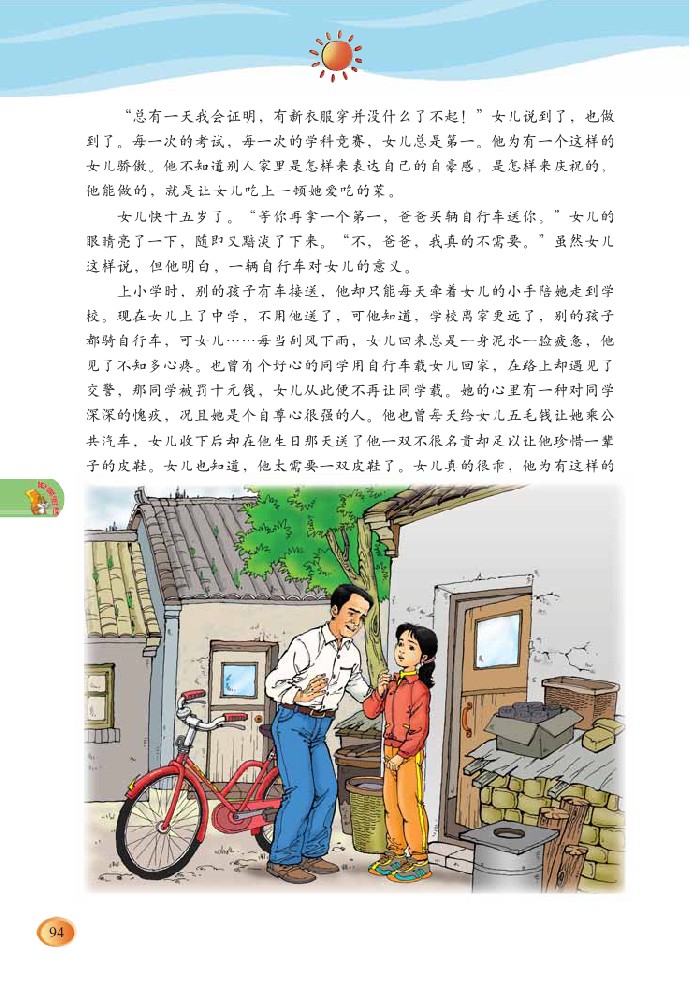 “总有一天我会证明，有新衣服穿并没什么了不起！”女儿说到了，也做
到了。每一次的考试，每一次的学科竞赛，女儿总是第一。他为有一个这样的
女儿骄傲。他不知道别人家里是怎样来表达自己的自豪感，是怎样来庆祝的，
他能做的，就是让女儿吃上一顿她爱吃的菜。
女儿快十五岁了。“等你再拿一个第一，爸爸买辆自行车送你。”女儿的
眼睛亮了一下，随即又黯淡了下来。“不，爸爸，我真的不需要。”虽然女儿
这样说，但他明白，一辆自行车对女儿的意义。
上小学时，别的孩子有车接送，他却只能每天牵着女儿的小手陪她走到学
校。现在女儿上了中学，不用他送了，可他知道，学校离家更远了，别的孩子
都骑自行车，可女儿……每当刮风下雨，女儿回来总是一身泥水一脸疲惫，他
见了不知多心疼。也曾有个好心的同学用自行车载女儿回家，在路上却遇见了
交警，那同学被罚十元钱，女儿从此便不再让同学载。她的心里有一种对同学
深深的愧疚，况且她是个自尊心很强的人。他也曾每天给女儿五毛钱让她乘公
共汽车，女儿收下后却在他生日那天送了他一双不很名贵却足以让他珍惜一辈
子的皮鞋。女儿也知道，他太需要一双皮鞋了。女儿真的很乖，他为有这样的
94